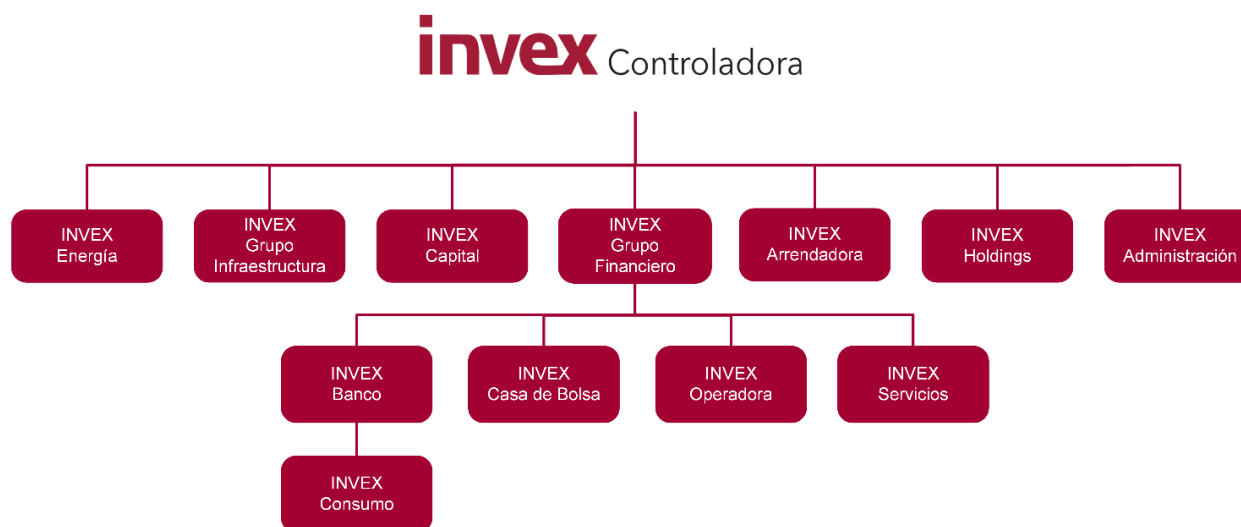 invex Controladora
INVEX
Energía
INVEX
Grupo
Infraestructura
INVEX
Capital
INVEX
Grupo
Financiero
INVEX
Arrendadora
INVEX
Holdings
INVEX
Administración
INVEX
Banco
INVEX
Casa de Bolsa
INVEX
Operadora
INVEX
Servicios
INVEX
Consumo